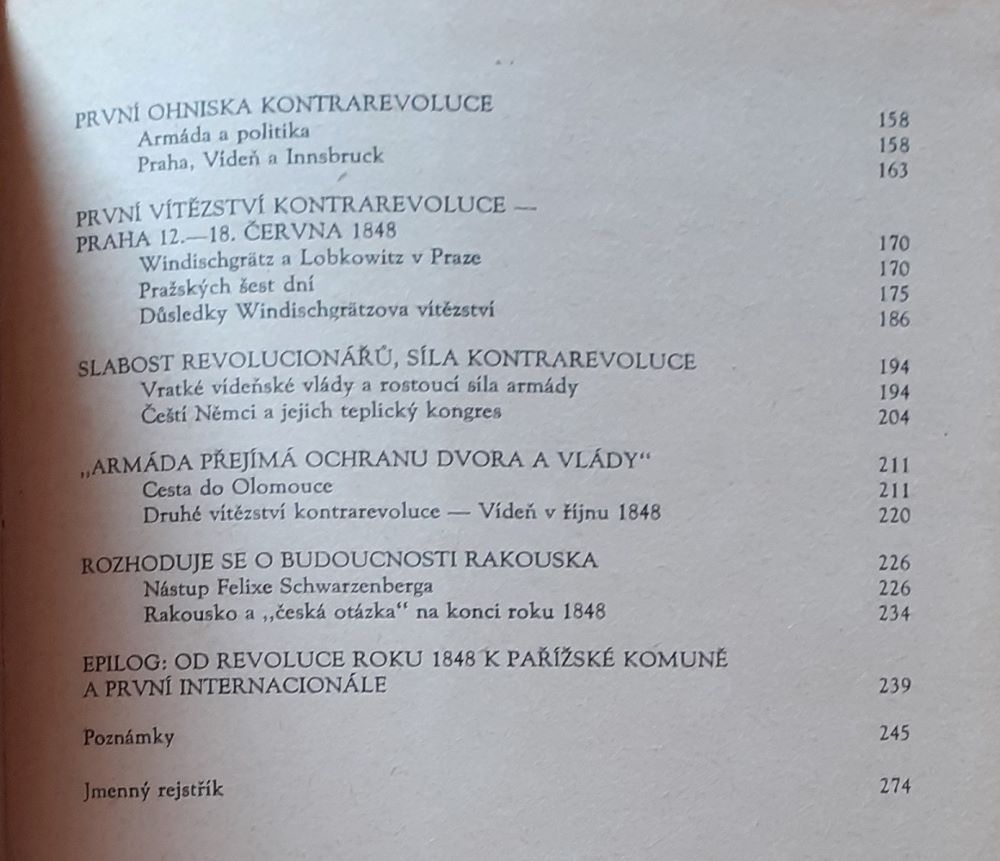 PRVNÍ OHNISKA KONTRAREVOLUCE 158
Armáda a politika 158
Praha, Vídeň a Innsbruck 163
PRVNÍ VÍTĚZSTVÍ KONTRAREVOLUCE —
PRAHA 12.—18. ČERVNA 1848 170
Windischgrätz a Lobkowitz v Praze 170
Pražských šest dní 175
Důsledky Windischgrätzova vítězství 186
SLABOST REVOLUCIONÁŘŮ, SÍLA KONTRAREVOLUCE 194
Vratké vídeňské vlády a rostoucí síla armády 194
Čeští Němci a jejich teplický kongres 204
„ARMÁDA PŘEJÍMÁ OCHRANU DVORA A VLÁDY“ 211
Cesta do Olomouce 211
Druhé vítězství kontrarevoluce — Vídeň v říjnu 1848 220
ROZHODUJE SE O BUDOUCNOSTI RAKOUSKA 226
Nástup Felixe Schwarzenberga 226
Rakousko a „česká otázka“ na konci roku 1848 234
EPILOG: OD REVOLUCE ROKU 1848 K PAŘÍŽSKÉ KOMUNĚ
A PRVNÍ INTERNACIONÁLE 239
Poznámky 245
Jmenný rejstřík 274